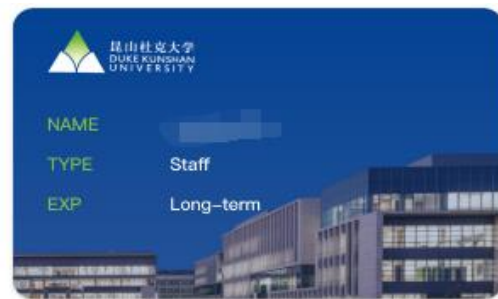 昆山杜克大学
DUKE KUNSHAN
UNIVERSITY
NAME
TYPE Staff
EXP Long-term